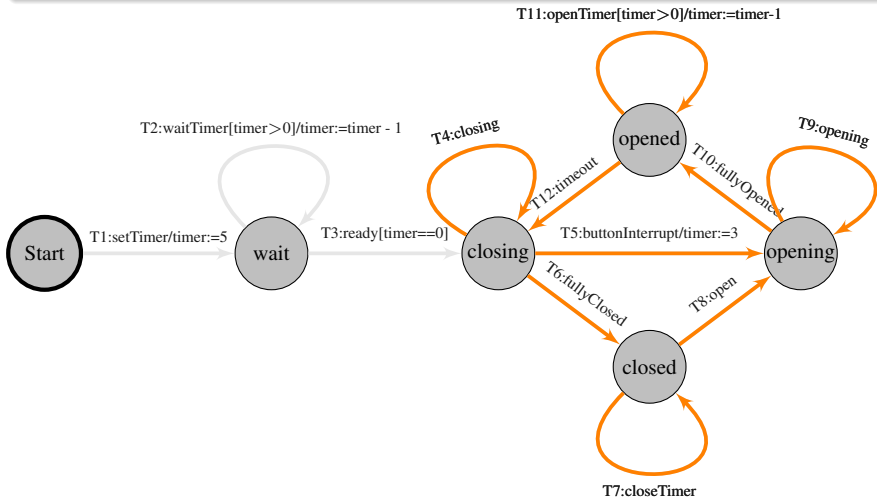 T11:openTimer[timer>0]/timer:=timer-1
T2:waitTimer[timer>0]/timer:=timer - 1
T4:closing
opened
T9:opening
T12:timeout
T10:fullyOpened
Start
T1:setTimer/timer:=5
wait
T3:ready[timer==0]
closing
T5:buttonInterrupt/timer:=3
opening
T6:fullyClosed
T8:open
closed
T7:closeTimer